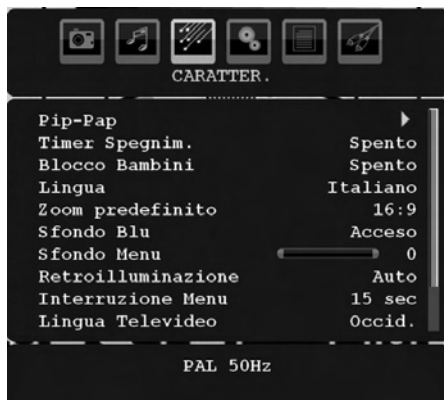 CARATTER.
Pip-Pap
Timer Spegnim. Spento
Blocco Bambini Spento
Lingua Italiano
Zoom predefinito 16:9
Sfondo Blu Acceso
Sfondo Menu 0
Retroilluminazione Auto
Interruzione Menu 15 sec
Lingua Televideo Occid.
PAL 50Hz